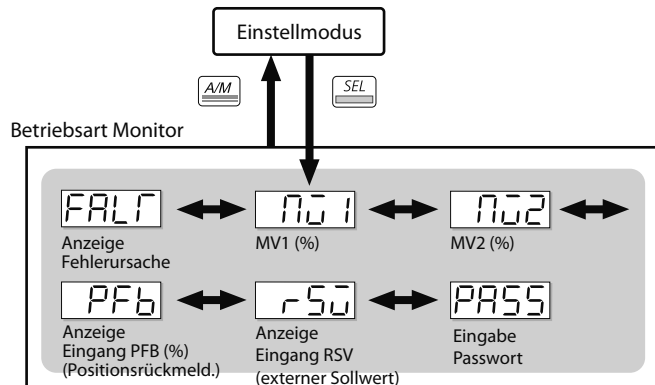 Einstellmodus
A/M
SEL
Betriebsart Monitor
FALT
Mv1
Mv2
Anzeige
Fehlerursache
MV1 (%)
MV2 (%)
PFb
rSv
PASS
Anzeige
Eingang PFB (%)
(Positionsrückmeld.)
Anzeige
Eingang RSV
(externer Sollwert)
Eingabe
Passwort